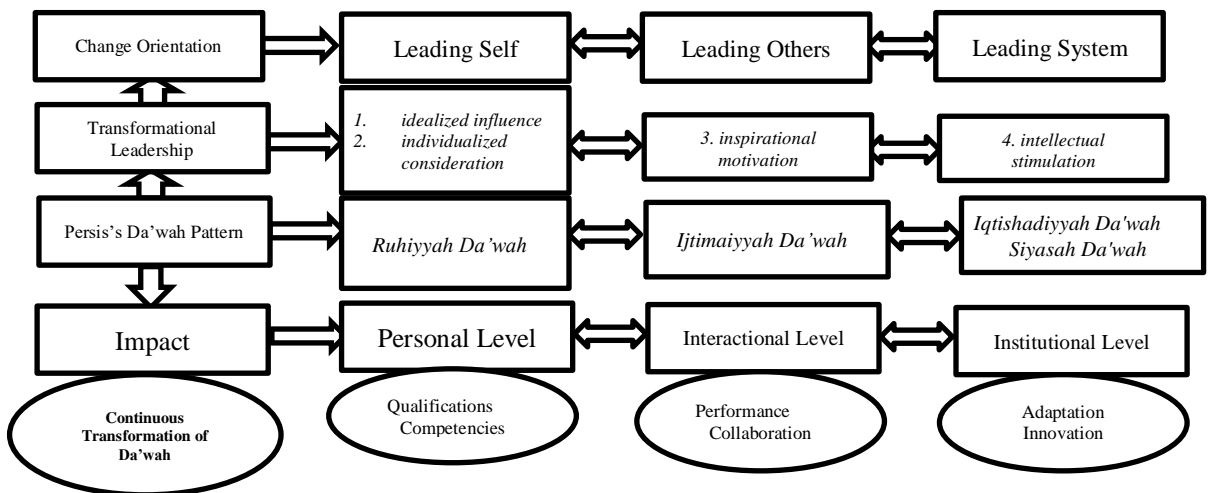 Change Orientation
Leading Self
Leading Others
Leading System
Transformational
Leadership
1. idealized influence
2. individualized
consideration
3. inspirational
motivation
4. intellectual
stimulation
Persis's Da'wah Pattern
Ruhiyyah Da'wah
Ijtimaiyyah Da'wah
Iqtishadiyyah Da'wah
Siyasah Da'wah
Impact
Personal Level
Interactional Level
Institutional Level
Continuous
Transformation of
Da'wah
Qualifications
Competencies
Performance
Collaboration
Adaptation
Innovation